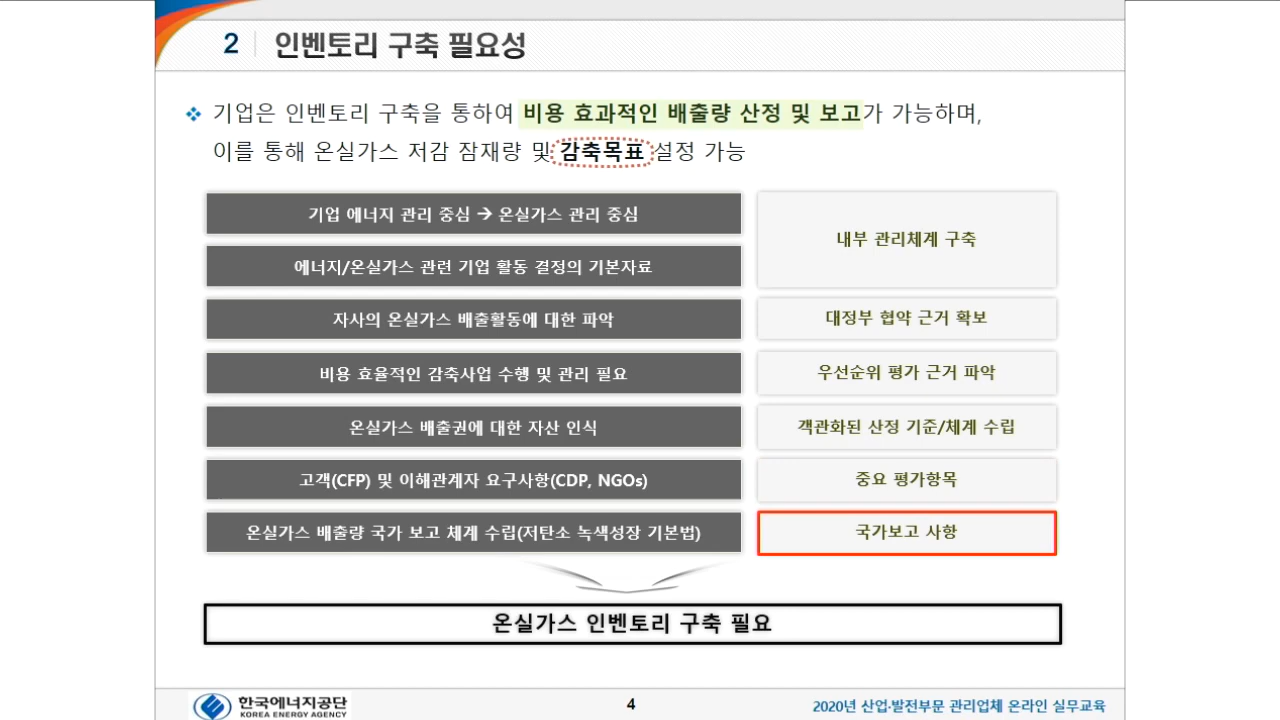 2 인벤토리 구축 필요성
❖ 기업은 인벤토리 구축을 통하여 비용 효과적인 배출량 산정 및 보고가 가능하며,
이를 통해 온실가스 저감 잠재량 및 감축목표 설정 가능
기업 에너지 관리 중심 → 온실가스 관리 중심
에너지/온실가스 관련 기업 활동 결정의 기본자료
내부 관리체계 구축
자사의 온실가스 배출활동에 대한 파악
대정부 협약 근거 확보
비용 효율적인 감축사업 수행 및 관리 필요
우선순위 평가 근거 파악
온실가스 배출권에 대한 자산 인식
객관화된 산정 기준/체계 수립
고객(CFP) 및 이해관계자 요구사항(CDP, NGOs)
중요 평가항목
온실가스 배출량 국가 보고 체계 수립(저탄소 녹색성장 기본법)
국가보고 사항
온실가스 인벤토리 구축 필요
한국에너지공단
KOREA ENERGY AGENCY
4
2020년 산업·발전부문 관리업체 온라인 실무교육